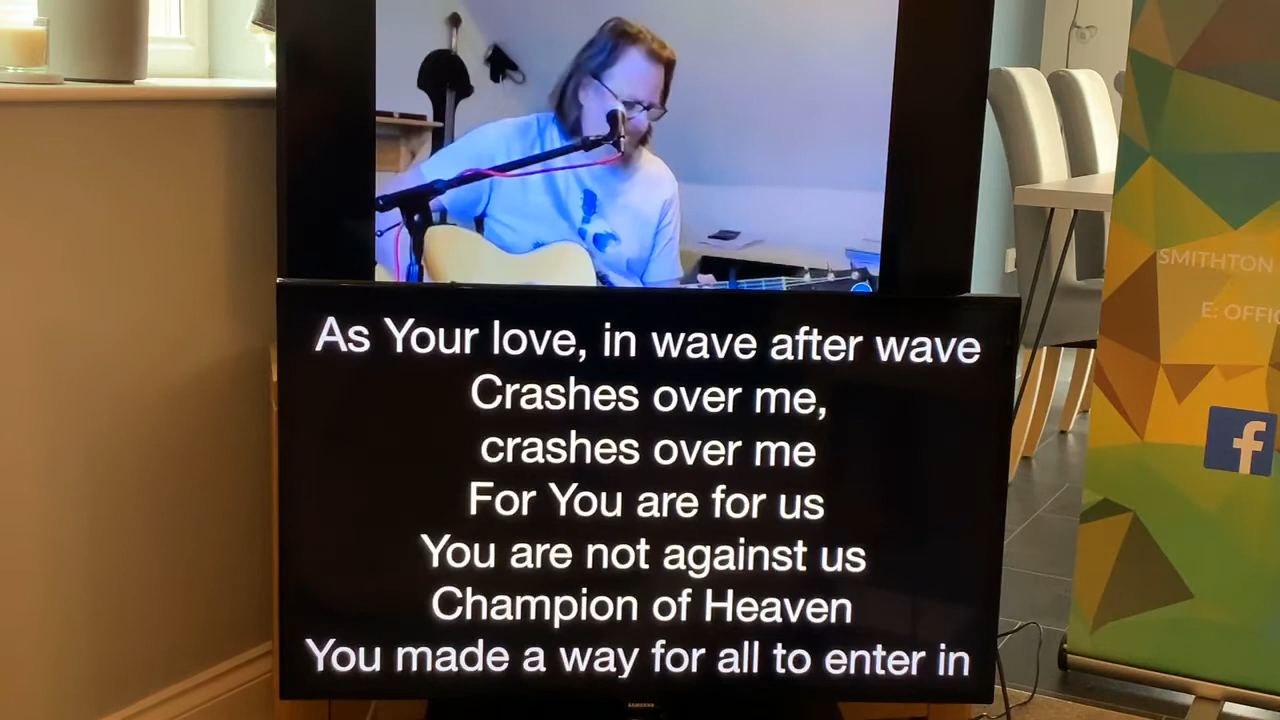 As Your love, in wave after wave
Crashes over me,
crashes over me
For You are for us
You are not against us
Champion of Heaven
You made a way for all to enter in
SAMSUNG
SMITHTON
E: OFFIC
f